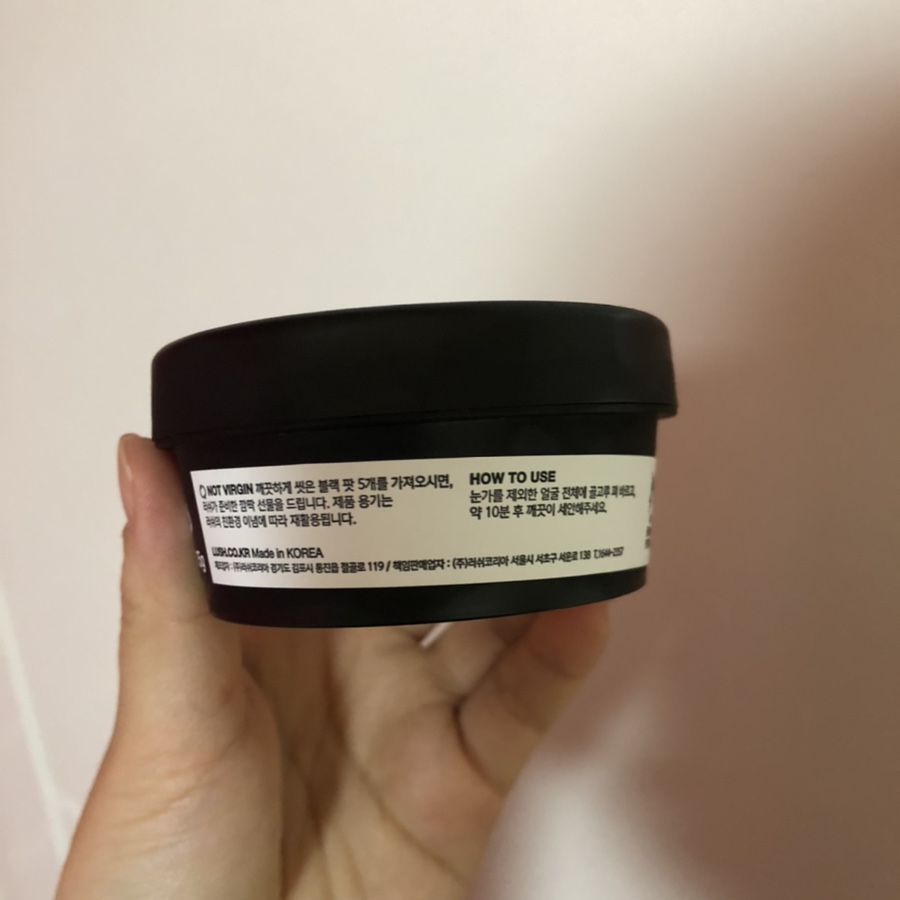 NOT VIRGIN 깨끗하게 씻은 블랙 팟 5개를 가져오시면,
러쉬가 준비한 깜짝 선물을 드립니다. 제품 용기는
러쉬의 친환경 이념에 따라 재활용됩니다.
LUSH.CO.KR Made in KOREA
제조업자 : (주)러쉬코리아 경기도 김포시 통진읍 절골로 119 / 책임판매업자 : (주)러쉬코리아 서울시 서초구 서운로 138 T.1644-2357
HOW TO USE
눈가를 제외한 얼굴 전체에 골고루 펴 바르고,
약 10분 후 깨끗이 세안해주세요.